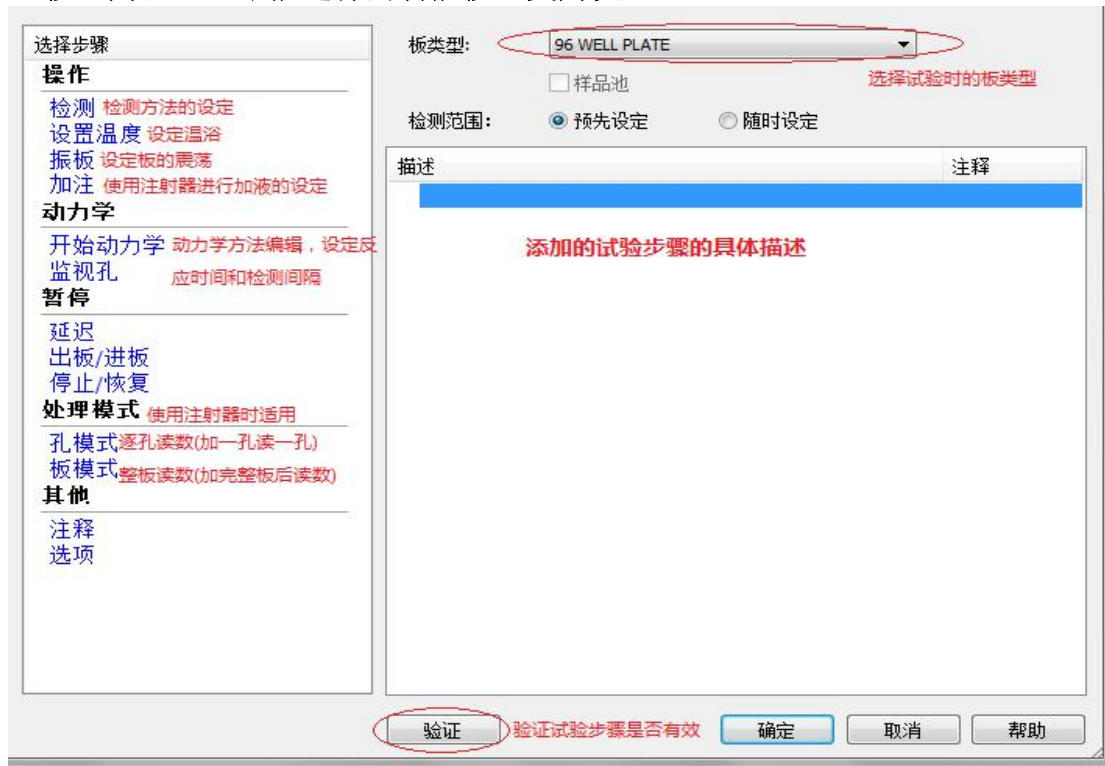 选择步骤
操作
检测 检测方法的设定
设置温度 设定温浴
振板 设定板的震荡
加注 使用注射器进行加液的设定
动力学
开始动力学 动力学方法编辑，设定反
监视孔 应时间和检测间隔
暂停
延迟
出板/进板
停止/恢复
处理模式 使用注射器时适用
孔模式 逐孔读数(加一孔读一孔)
板模式 整板读数(加完整板后读数)
其他
注释
选项
板类型: 96 WELL PLATE
样品池 选择试验时的板类型
检测范围: 预先设定 随时设定
描述 注释
添加的试验步骤的具体描述
验证 验证试验步骤是否有效 确定 取消 帮助